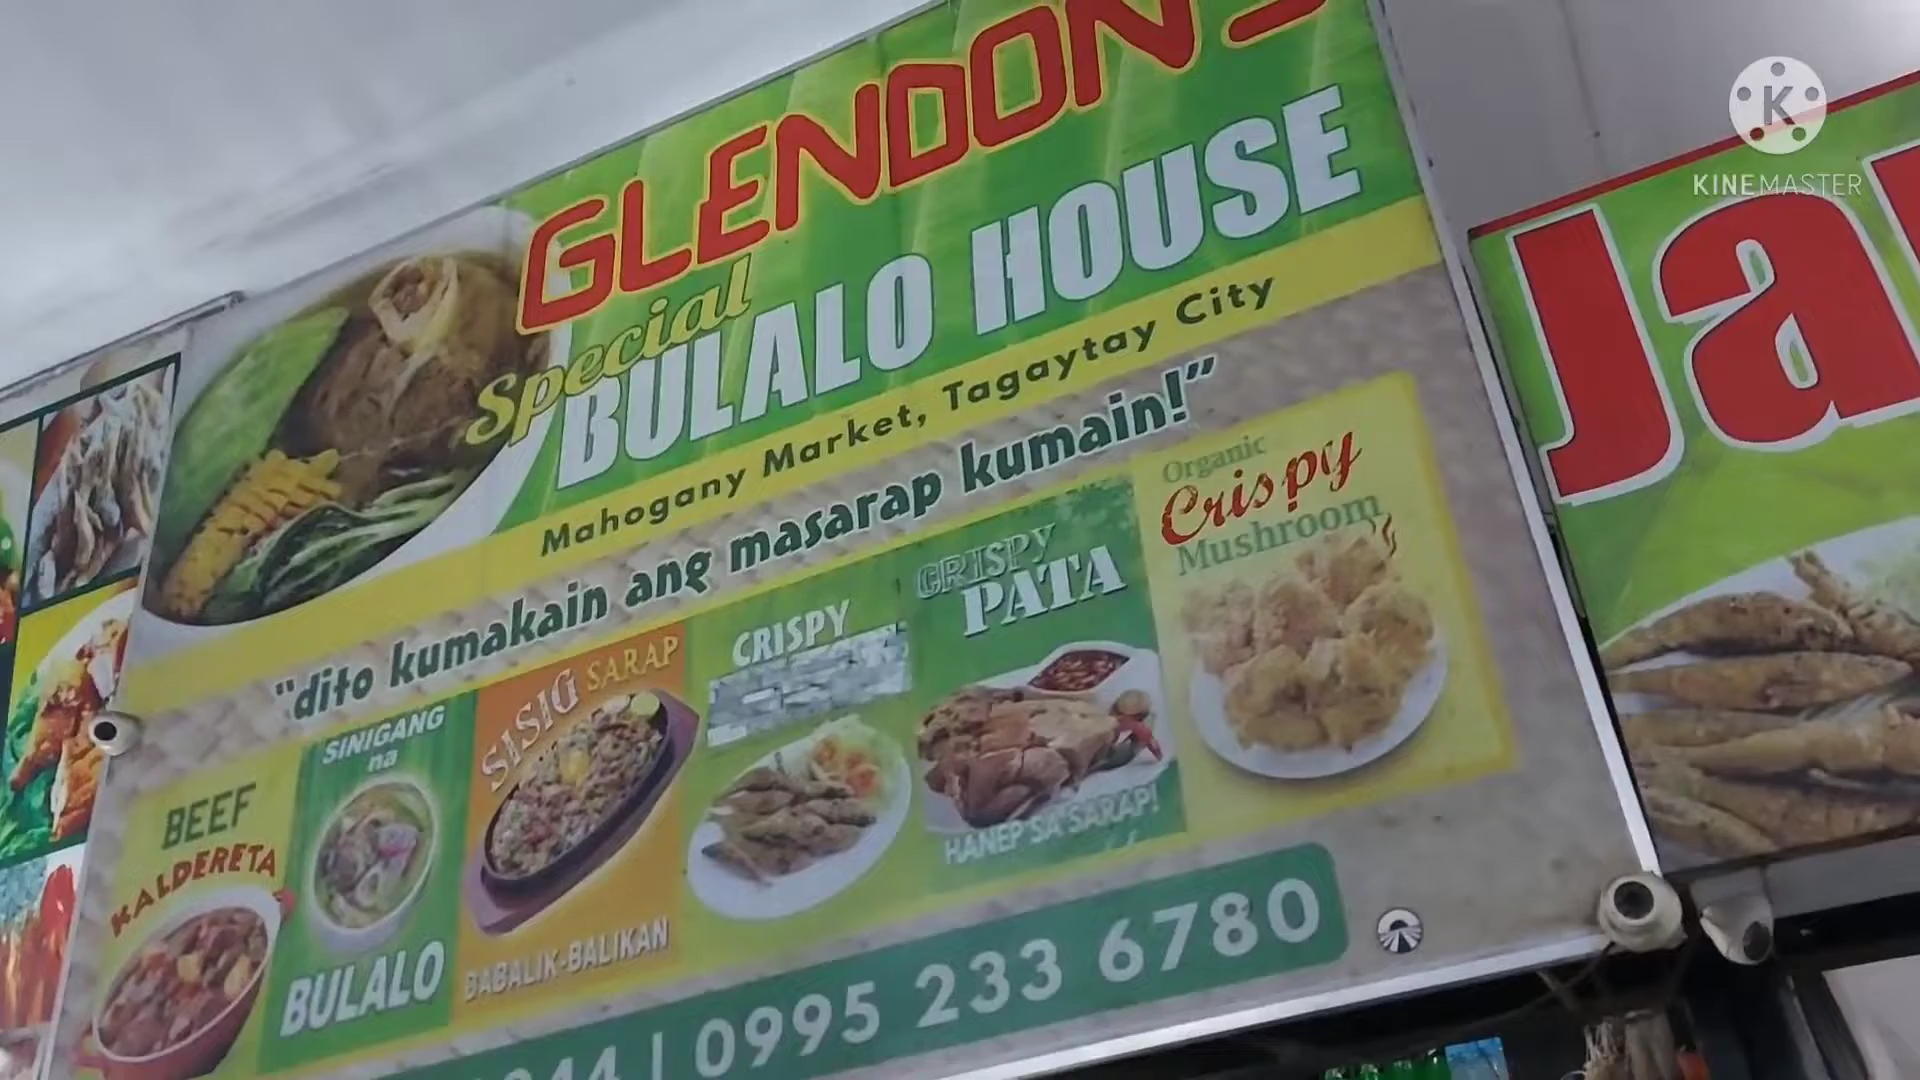 GLENDON'S
Special
BULALO HOUSE
Mahogany Market, Tagaytay City
"dito kumakain ang masarap kumain!"
BEEF
KALDERETA
SINIGANG
na
BULALO
SISIG SARAP
BABALIK-BALIKAN
CRISPY
CRISPY
PATA
HANEP SA SARAP!
Organic
Crispy
Mushroom
44 | 0995 233 6780
Ja
K
KINEMASTER